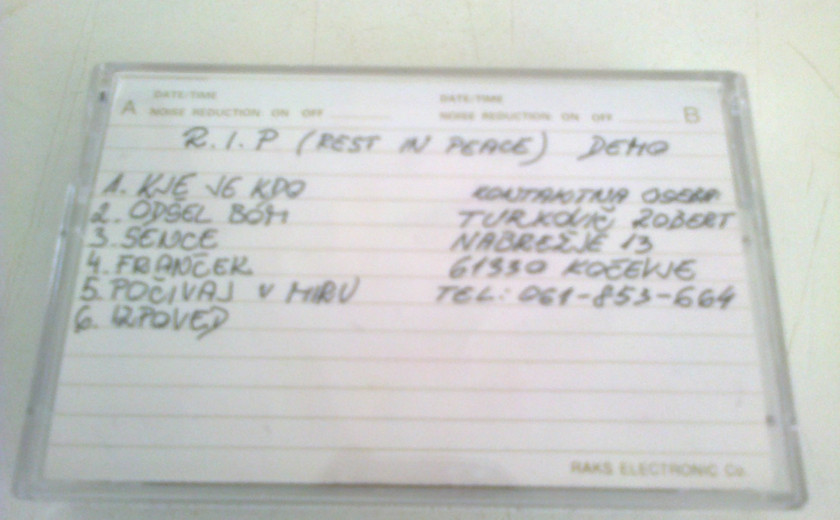 A DATE/TIME
NOISE REDUCTION ON OFF
DATE/TIME B
NOISE REDUCTION ON OFF
R.I.P (REST IN PEACE) DEMO
1. KJE JE KDO
2. ODŠEL BOM
3. SENCE
4. FRANČEK
5. POČIVAJ V MIRU
6. IZPOVED
KONTAKTNA OSEBA
TURKOVIČ ROBERT
NABREŽJE 13
61330 KOČEVJE
TEL: 061-853-664
RAKS ELECTRONIC Co.